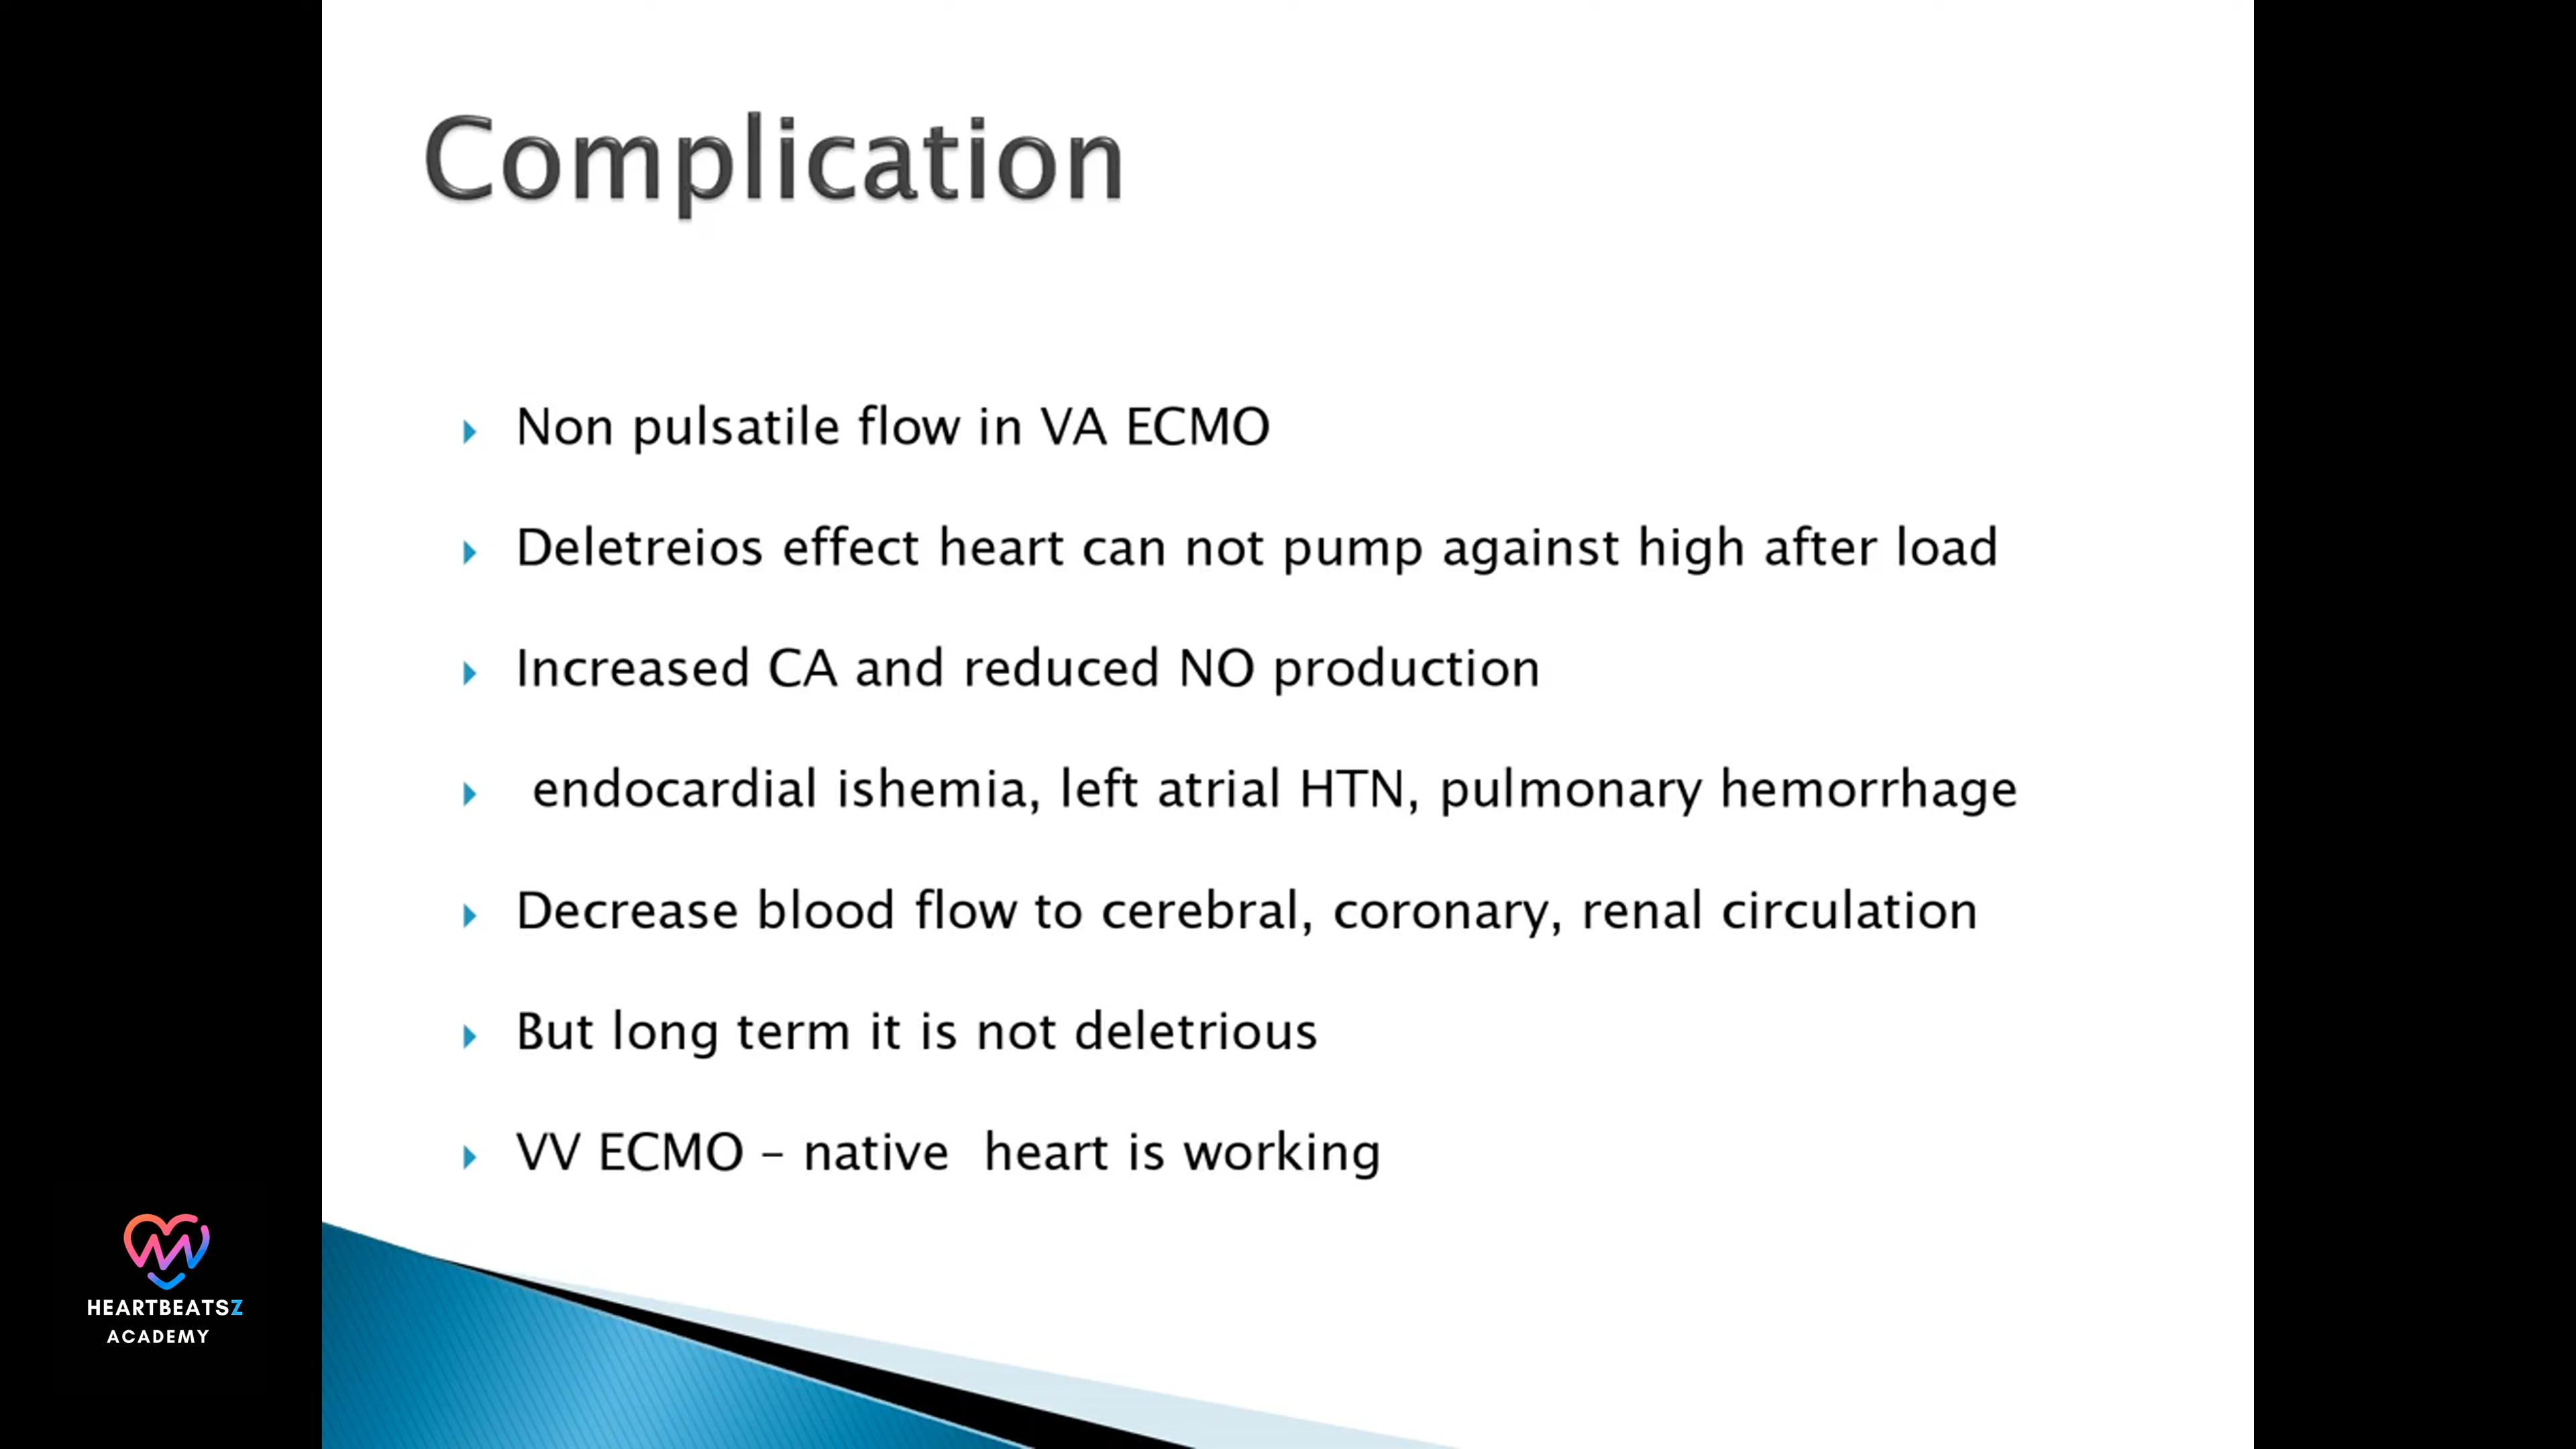 Complication
Non pulsatile flow in VA ECMO
Deletreios effect heart can not pump against high after load
Increased CA and reduced NO production
endocardial ishemia, left atrial HTN, pulmonary hemorrhage
Decrease blood flow to cerebral, coronary, renal circulation
But long term it is not deletrious
VV ECMO – native heart is working
HEARTBEATSZ
ACADEMY